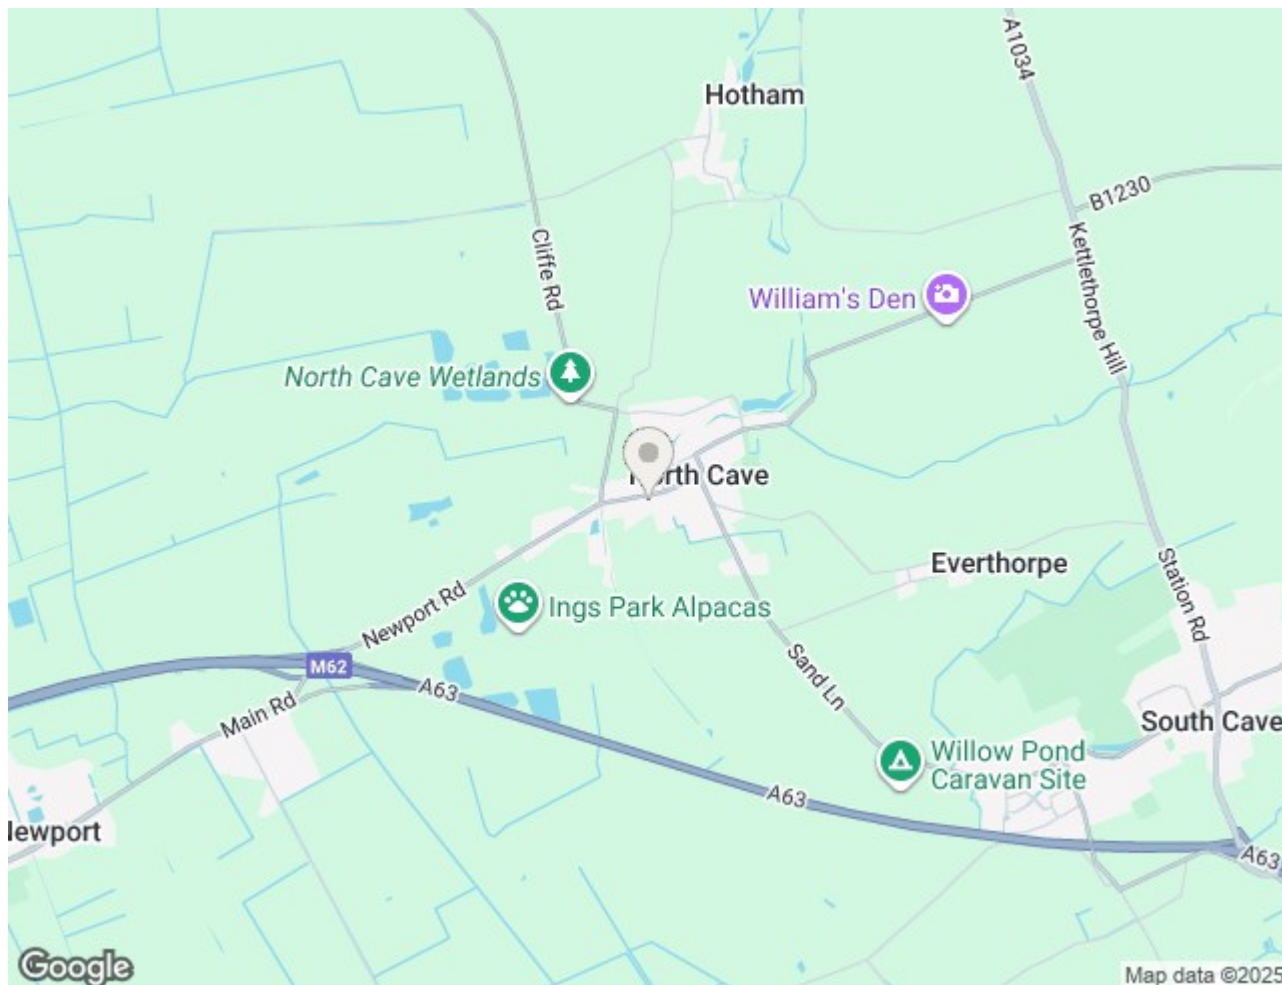 A1034
Hotham
B1230
Cliffe Rd
Kettlethorpe Hill
William's Den
North Cave Wetlands
North Cave
Everthorpe
Station Rd
Newport Rd
Ings Park Alpacas
Sand Ln
M62
A63
Main Rd
South Cave
Willow Pond
Caravan Site
A63
Newport
A63
Google
Map data ©2025